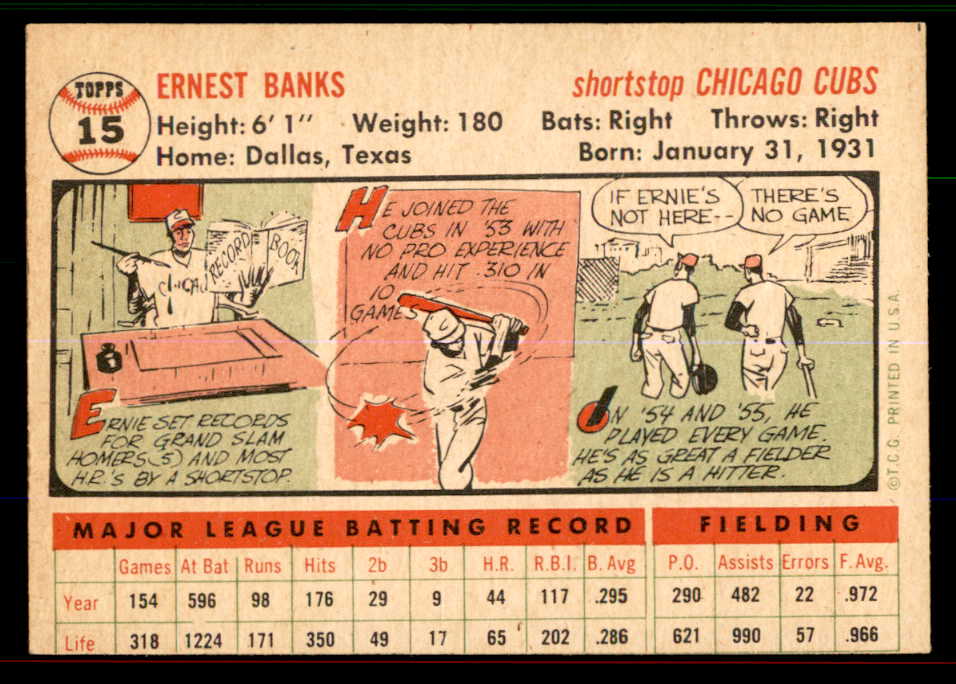 TOPPS
15
ERNEST BANKS
shortstop CHICAGO CUBS
Height: 6' 1" Weight: 180 Bats: Right Throws: Right
Home: Dallas, Texas Born: January 31, 1931
RECORD BOOK
CHICA
ERNIE SET RECORDS
FOR GRAND SLAM
HOMERS (5) AND MOST
H.R.'S BY A SHORTSTOP.
HE JOINED THE
CUBS IN '53 WITH
NO PRO EXPERIENCE
AND HIT .310 IN
10
GAMES
IF ERNIE'S
NOT HERE--
THERE'S
NO GAME
IN '54 AND '55, HE
PLAYED EVERY GAME.
HE'S AS GREAT A FIELDER
AS HE IS A HITTER.
©T.C.G. PRINTED IN U.S.A.
MAJOR LEAGUE BATTING RECORD FIELDING
Games At Bat Runs Hits 2b 3b H.R. R.B.I. B. Avg P.O. Assists Errors F. Avg.
Year 154 596 98 176 29 9 44 117 .295 290 482 22 .972
Life 318 1224 171 350 49 17 65 202 .286 621 990 57 .966